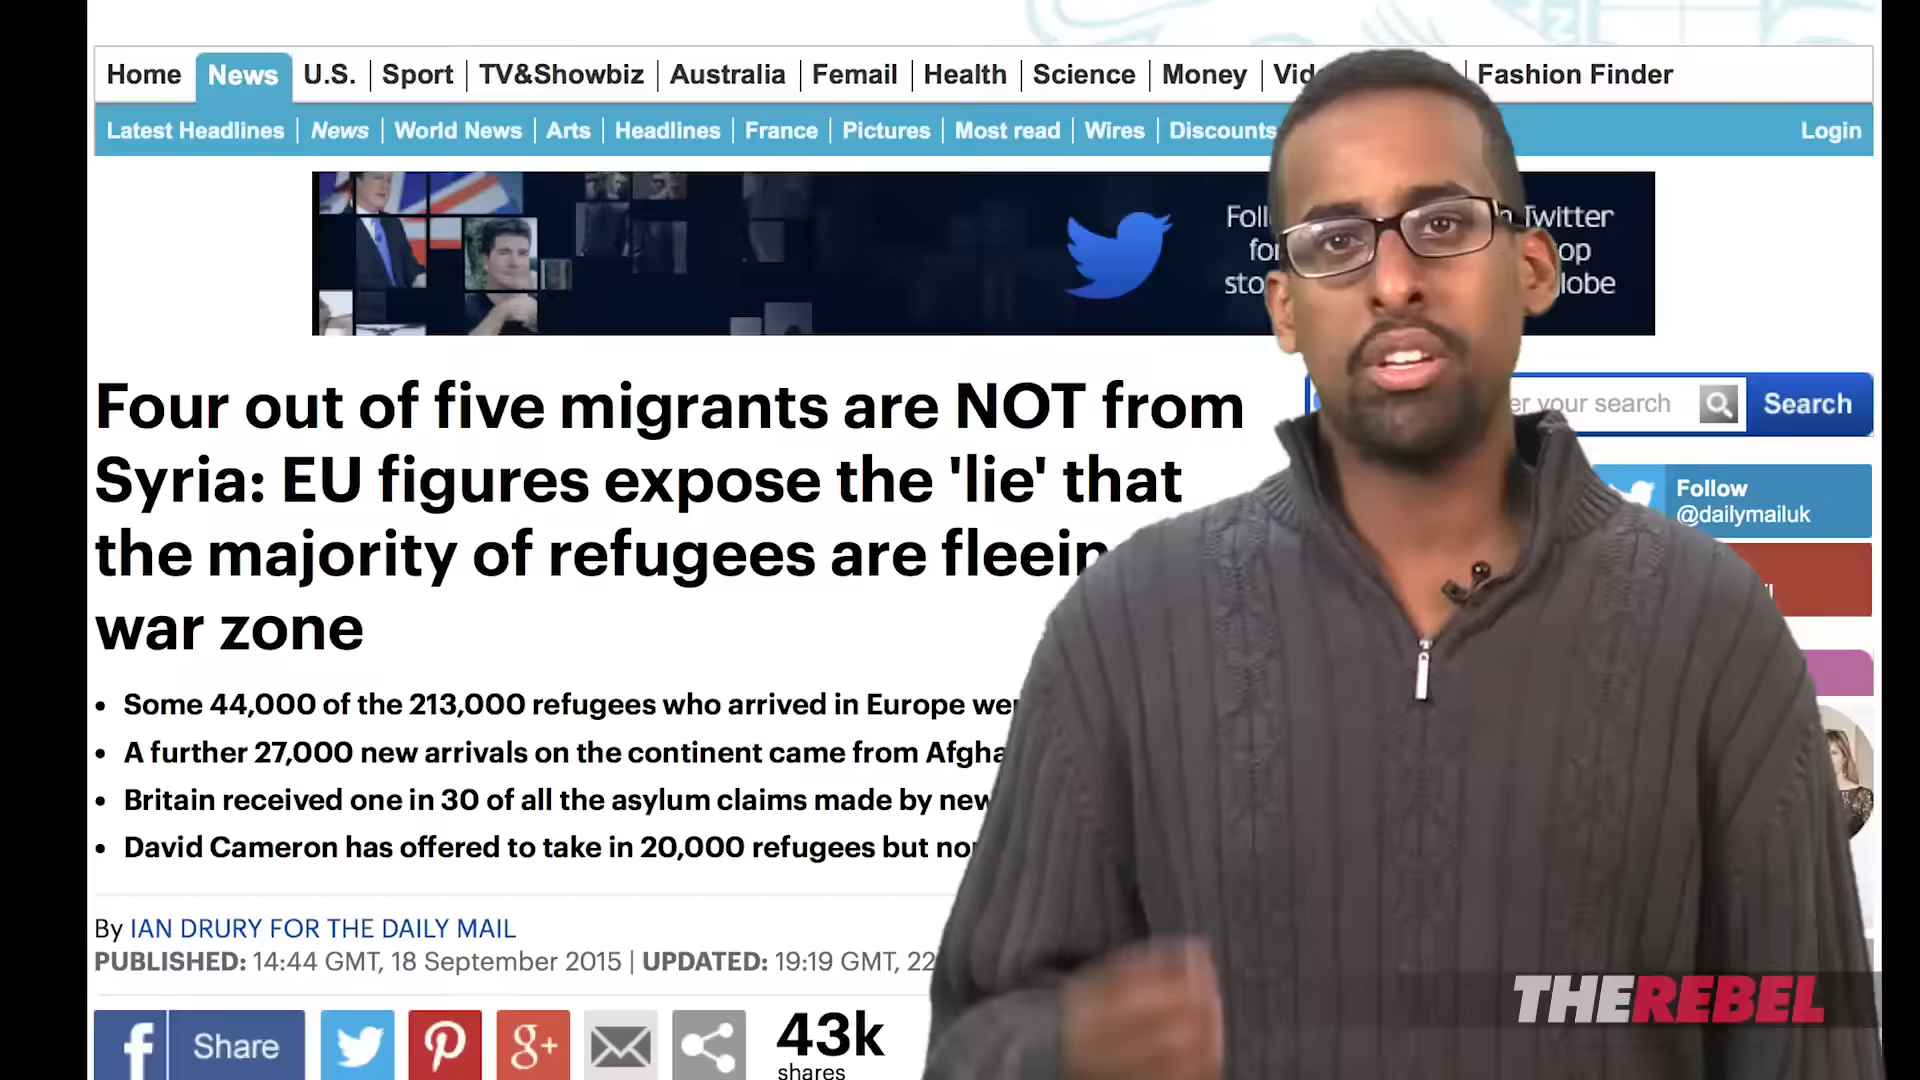 Home News U.S. Sport TV&Showbiz Australia Femail Health Science Money Fashion Finder
Latest Headlines News World News Arts Headlines France Pictures Most read Wires Discounts Login
Twitter
Four out of five migrants are NOT from
Syria: EU figures expose the 'lie' that
the majority of refugees are
war zone
your search Search
Follow
@dailymailuk
Some 44,000 of the 213,000 refugees who arrived in Europe
A further 27,000 new arrivals on the continent came from
Britain received one in 30 of all the asylum claims made by
David Cameron has offered to take in 20,000 refugees but
By IAN DRURY FOR THE DAILY MAIL
PUBLISHED: 14:44 GMT, 18 September 2015 | UPDATED: 19:19 GMT, 22
f Share g+ 43k
shares
THEREBEL